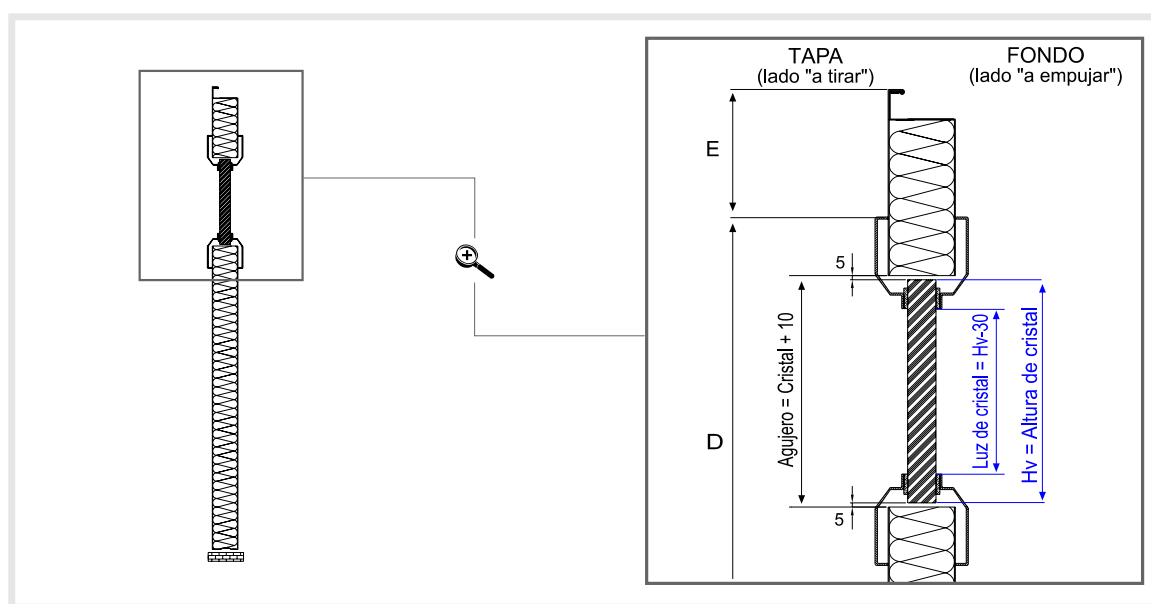 TAPA
(lado "a tirar")
FONDO
(lado "a empujar")
E
5
D
Agujero = Cristal + 10
Luz de cristal = Hv-30
Hv = Altura de cristal
5